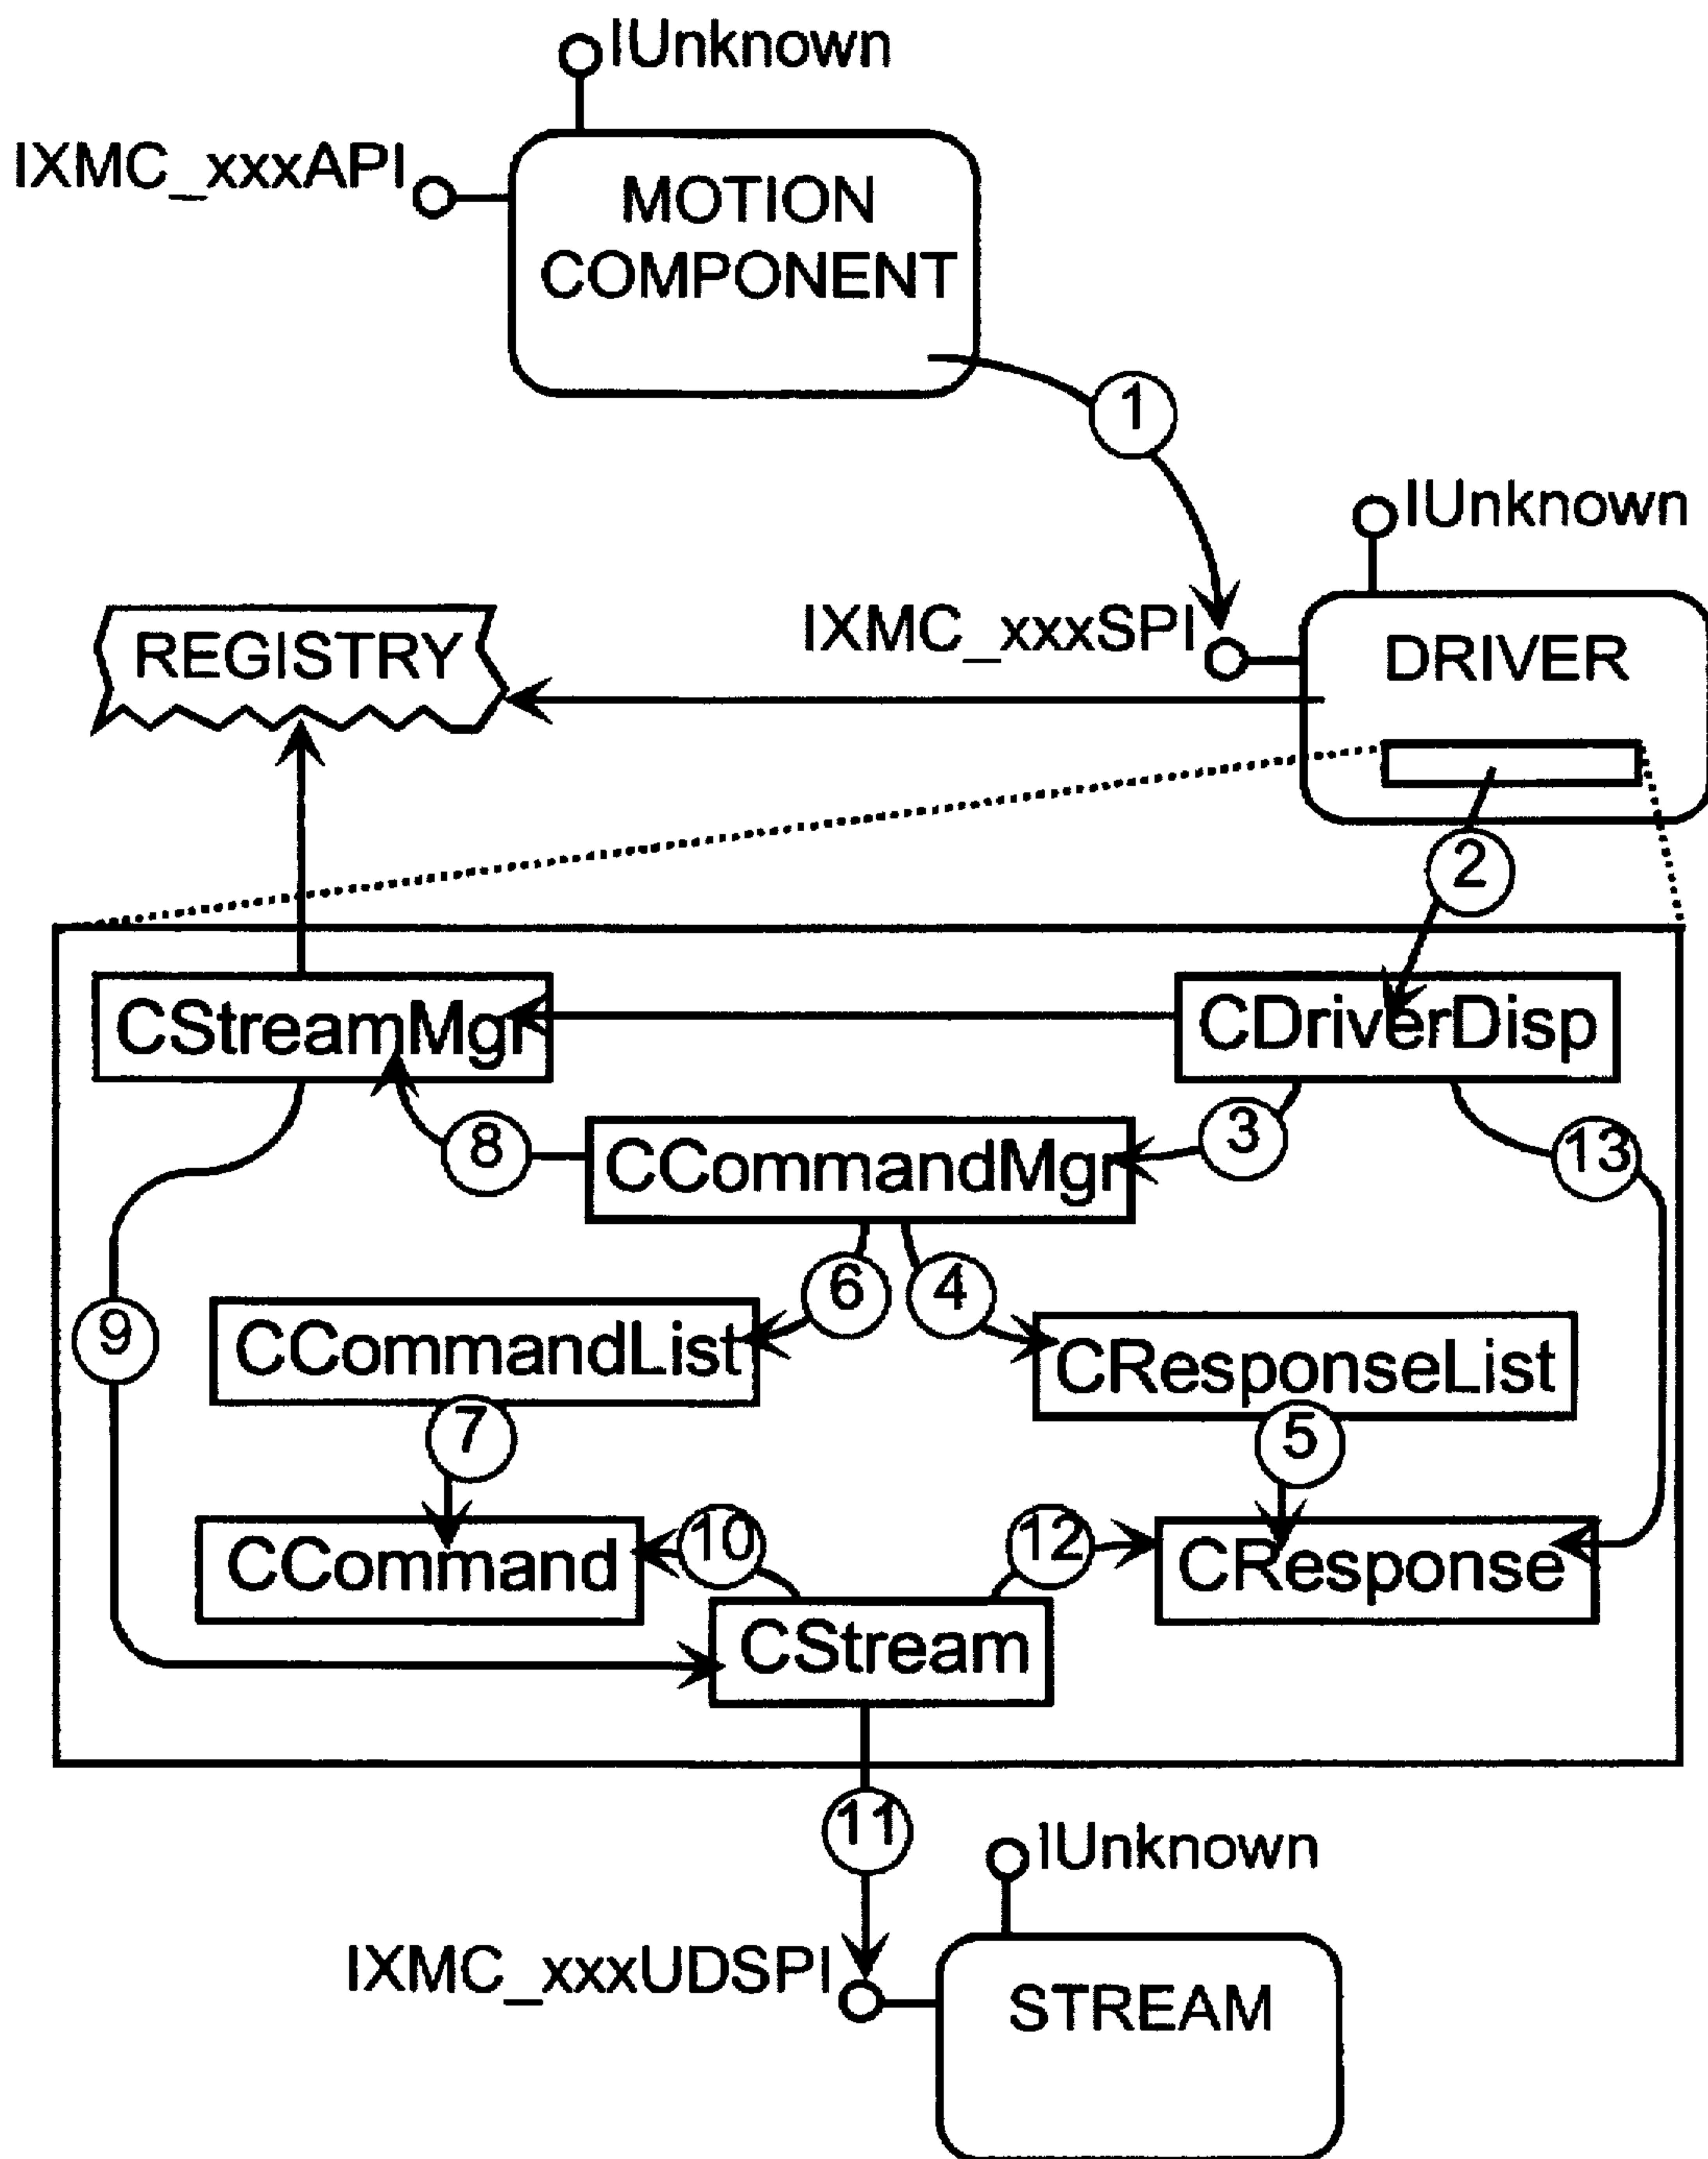 IUnknown
IXMC_xxxAPI
MOTION
COMPONENT
1
IUnknown
IXMC_xxxSPI
DRIVER
REGISTRY
2
CStreamMgr
CDriverDisp
3
13
8
CCommandMgr
6
4
9
CCommandList
CResponseList
7
5
10
12
CCommand
CResponse
CStream
11
IUnknown
IXMC_xxxUDSPI
STREAM